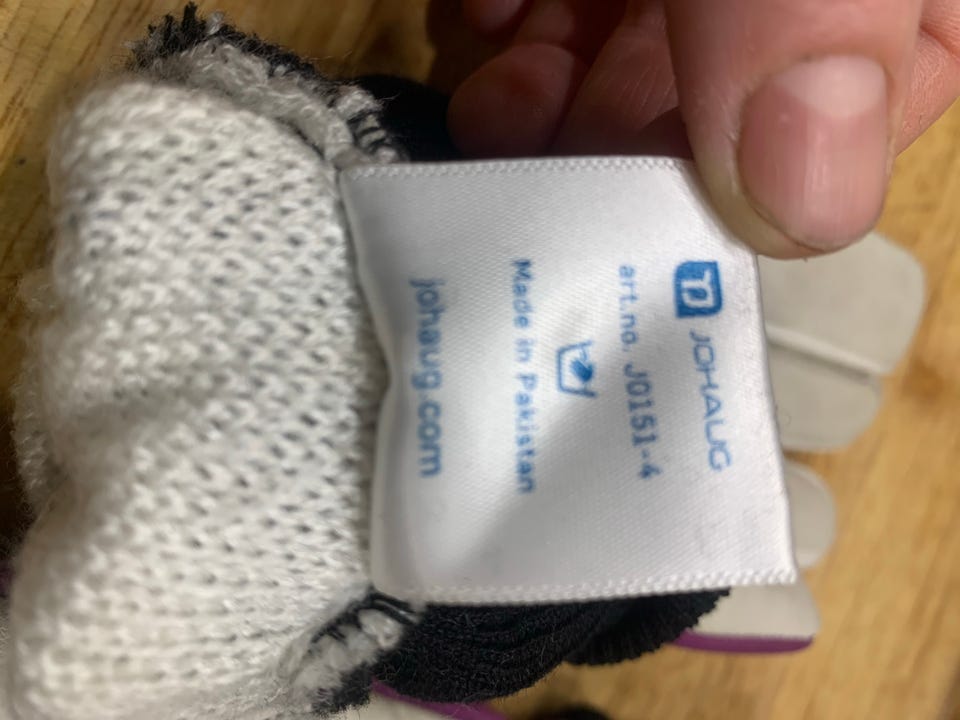 JOHAUG
art.no. J0151-4
Made in Pakistan
johaug.com